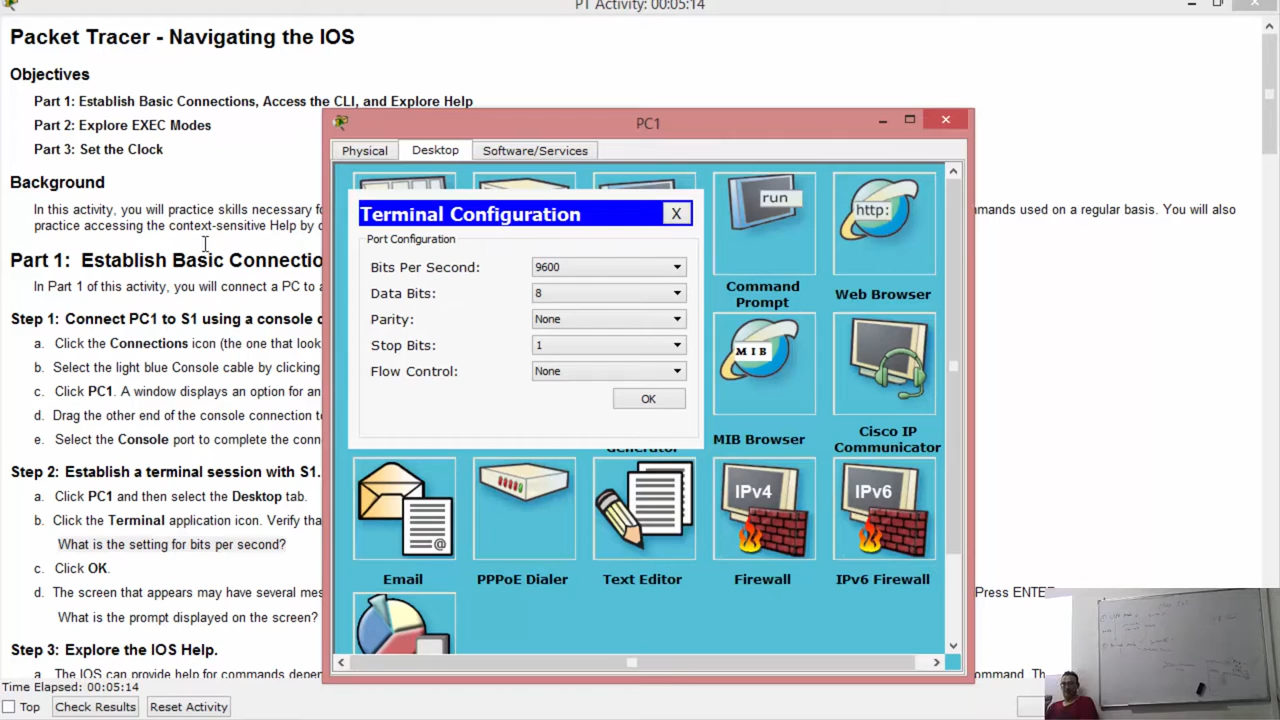 PT Activity: 00:05:14
Packet Tracer - Navigating the IOS
Objectives
Part 1: Establish Basic Connections, Access the CLI, and Explore Help
Part 2: Explore EXEC Modes
Part 3: Set the Clock
Background
In this activity, you will practice skills necessary fo
mmands used on a regular basis. You will also
practice accessing the context-sensitive Help by
Part 1: Establish Basic Connectio
In Part 1 of this activity, you will connect a PC to a
Step 1: Connect PC1 to S1 using a console c
a. Click the Connections icon (the one that look
b. Select the light blue Console cable by clicking
c. Click PC1. A window displays an option for an
d. Drag the other end of the console connection to
e. Select the Console port to complete the conn
Step 2: Establish a terminal session with S1.
a. Click PC1 and then select the Desktop tab.
b. Click the Terminal application icon. Verify tha
What is the setting for bits per second?
c. Click OK.
d. The screen that appears may have several mes
Press ENTE
What is the prompt displayed on the screen?
Step 3: Explore the IOS Help.
a. The IOS can provide help for commands depen
ommand. Th
Time Elapsed: 00:05:14
Top
Check Results
Reset Activity
PC1
Physical
Desktop
Software/Services
Terminal Configuration
X
Port Configuration
Bits Per Second: 9600
Data Bits: 8
Parity: None
Stop Bits: 1
Flow Control: None
OK
run
Command
Prompt
http:
Web Browser
MIB
MIB Browser
Cisco IP
Communicator
Generator
Email
PPPoE Dialer
Text Editor
IPv4
Firewall
IPv6
IPv6 Firewall